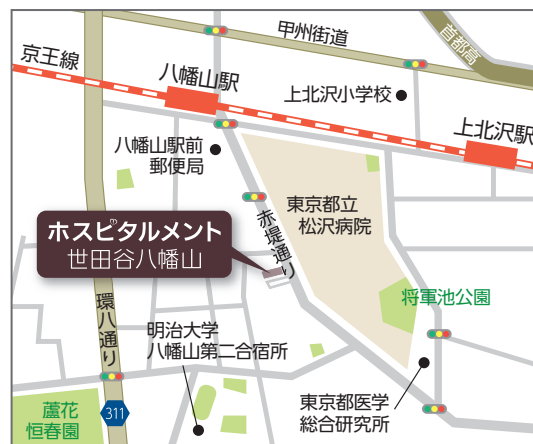 甲州街道
首都高
京王線
八幡山駅
上北沢小学校
上北沢駅
八幡山駅前
郵便局
赤堤通り
東京都立
松沢病院
ホスピタルメント
世田谷八幡山
環八通り
将軍池公園
明治大学
八幡山第二合宿所
蘆花
恒春園
311
東京都医学
総合研究所